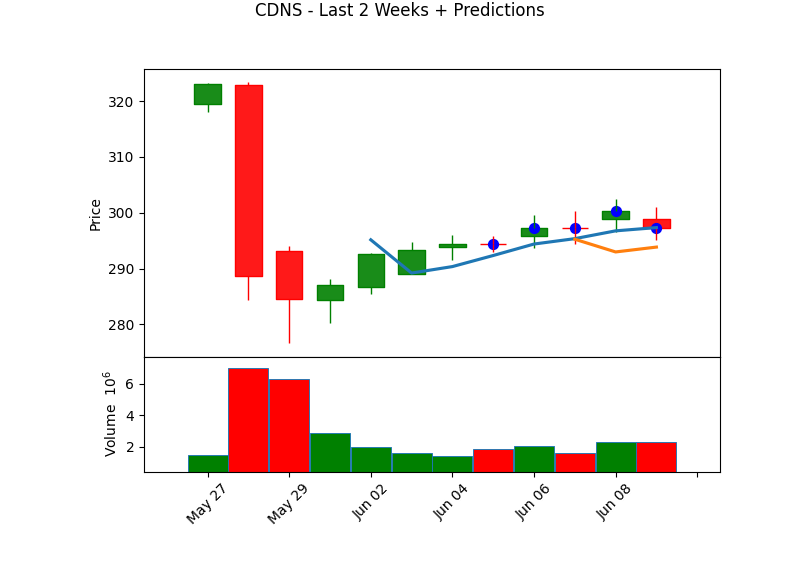 CDNS - Last 2 Weeks + Predictions
320
310
300
290
280
Price
6
4
2
Volume 10^6
May 27
May 29
Jun 02
Jun 04
Jun 06
Jun 08